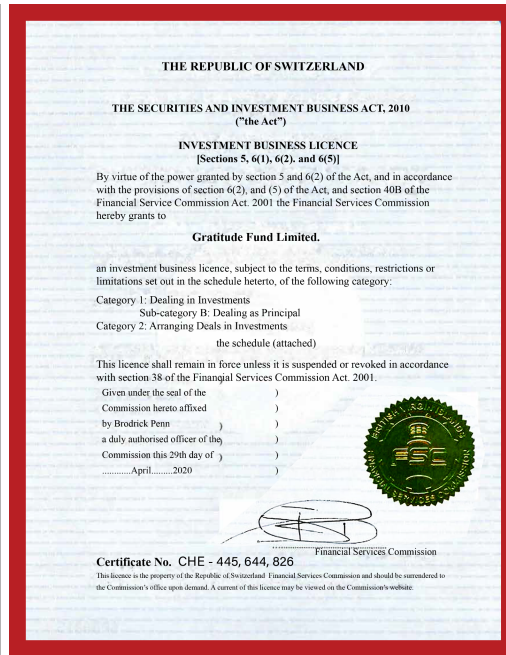 THE REPUBLIC OF SWITZERLAND
THE SECURITIES AND INVESTMENT BUSINESS ACT, 2010
("the Act")
INVESTMENT BUSINESS LICENCE
[Sections 5, 6(1), 6(2). and 6(5)]
By virtue of the power granted by section 5 and 6(2) of the Act, and in accordance
with the provisions of section 6(2), and (5) of the Act, and section 40B of the
Financial Service Commission Act. 2001 the Financial Services Commission
hereby grants to
Gratitude Fund Limited.
an investment business licence, subject to the terms, conditions, restrictions or
limitations set out in the schedule heterto, of the following category:
Category 1: Dealing in Investments
Sub-category B: Dealing as Principal
Category 2: Arranging Deals in Investments
the schedule (attached)
This licence shall remain in force unless it is suspended or revoked in accordance
with section 38 of the Financial Services Commission Act. 2001.
Given under the seal of the )
Commission hereto affixed )
by Brodrick Penn ) )
a duly authorised officer of the) )
Commission this 29th day of ) )
............April.........2020 )
BRITISH VIRGIN ISLANDS
FSC
FINANCIAL SERVICES COMMISSION
Financial Services Commission
Certificate No. CHE - 445, 644, 826
This licence is the property of the Republic of Switzerland Financial Services Commission and should be surrendered to
the Commission's office upon demand. A current of this licence may be viewed on the Commission's website.